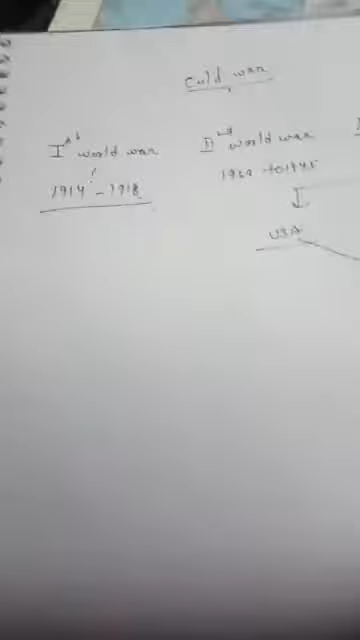 Cold war
Ist world war
1914 - 1918
IInd world war
1939 to 1945
USA